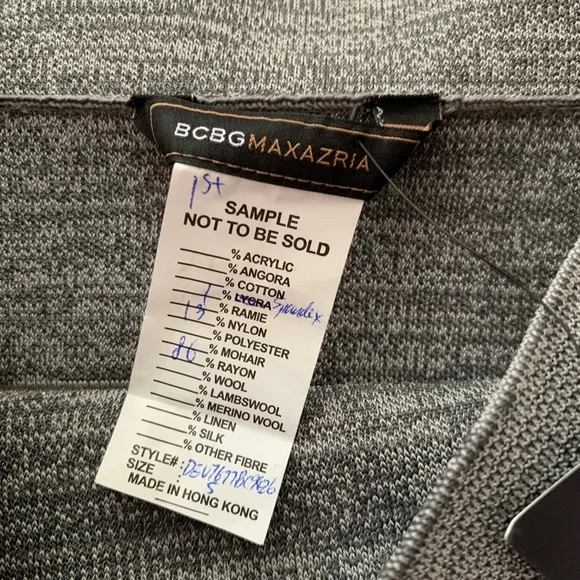 BCBGMAXAZRIA
1st
SAMPLE
NOT TO BE SOLD
% ACRYLIC
% ANGORA
% COTTON
1 % LYCRA Spandex
% RAMIE
13 % NYLON
% POLYESTER
% MOHAIR
86 % RAYON
% WOOL
% LAMBSWOOL
% MERINO WOOL
% LINEN
% SILK
% OTHER FIBRE
STYLE# :
SIZE : S
MADE IN HONG KONG